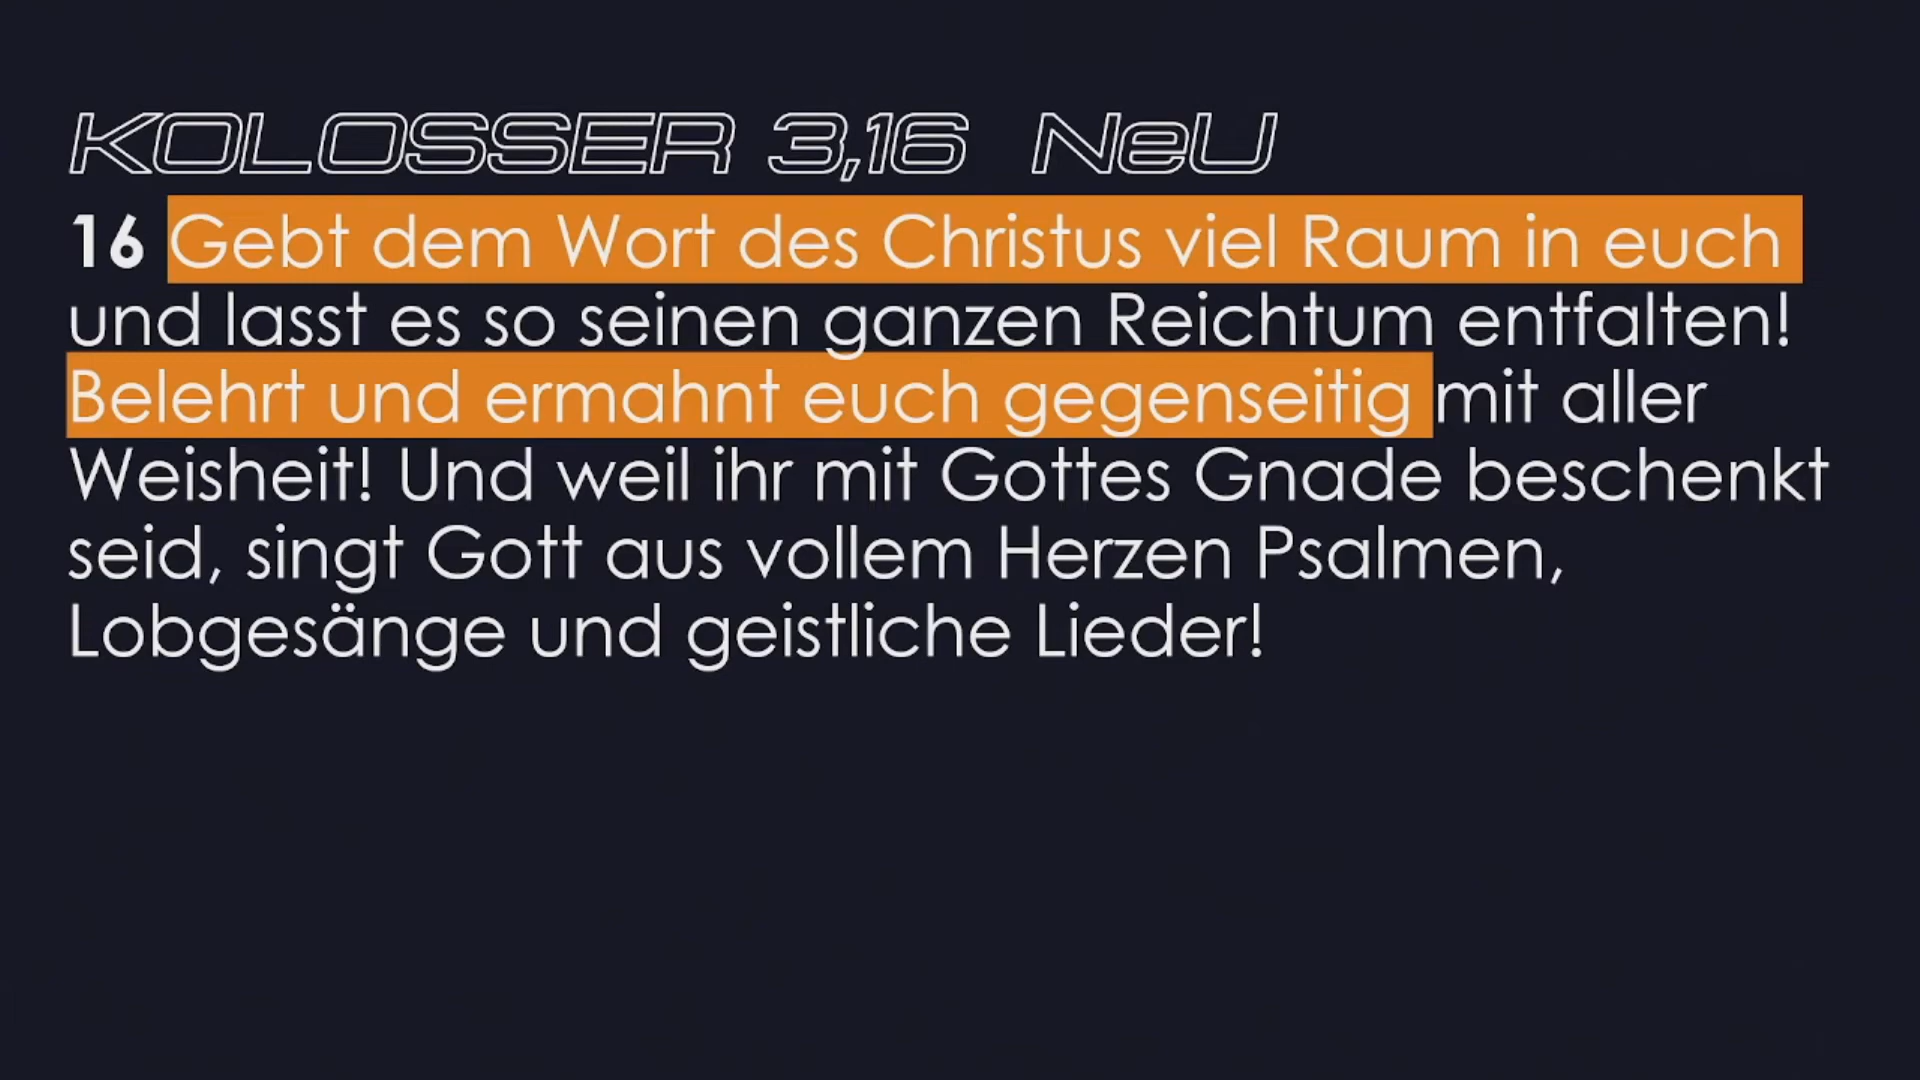 KOLOSSER 3,16 NeU
16 Gebt dem Wort des Christus viel Raum in euch
und lasst es so seinen ganzen Reichtum entfalten!
Belehrt und ermahnt euch gegenseitig mit aller
Weisheit! Und weil ihr mit Gottes Gnade beschenkt
seid, singt Gott aus vollem Herzen Psalmen,
Lobgesänge und geistliche Lieder!